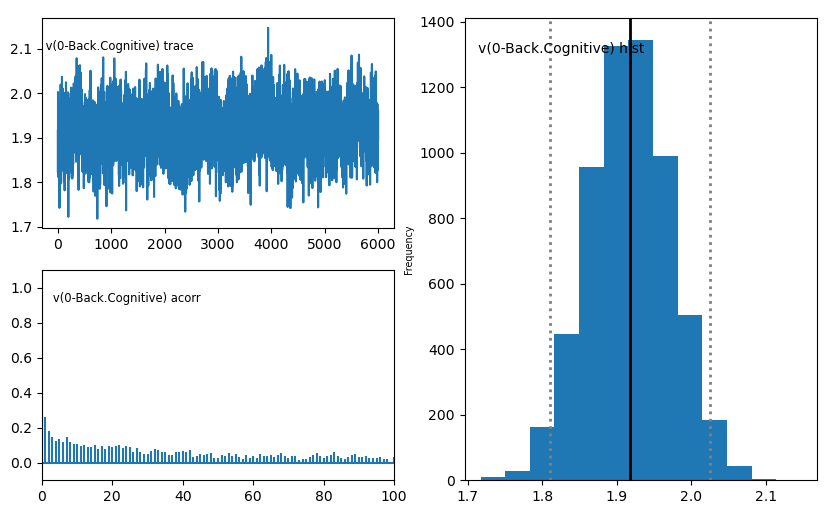 v(0-Back.Cognitive) trace
2.1
2.0
1.9
1.8
1.7
0 1000 2000 3000 4000 5000 6000
v(0-Back.Cognitive) acorr
1.0
0.8
0.6
0.4
0.2
0.0
0 20 40 60 80 100
v(0-Back.Cognitive) hist
Frequency
1400
1200
1000
800
600
400
200
0
1.7 1.8 1.9 2.0 2.1